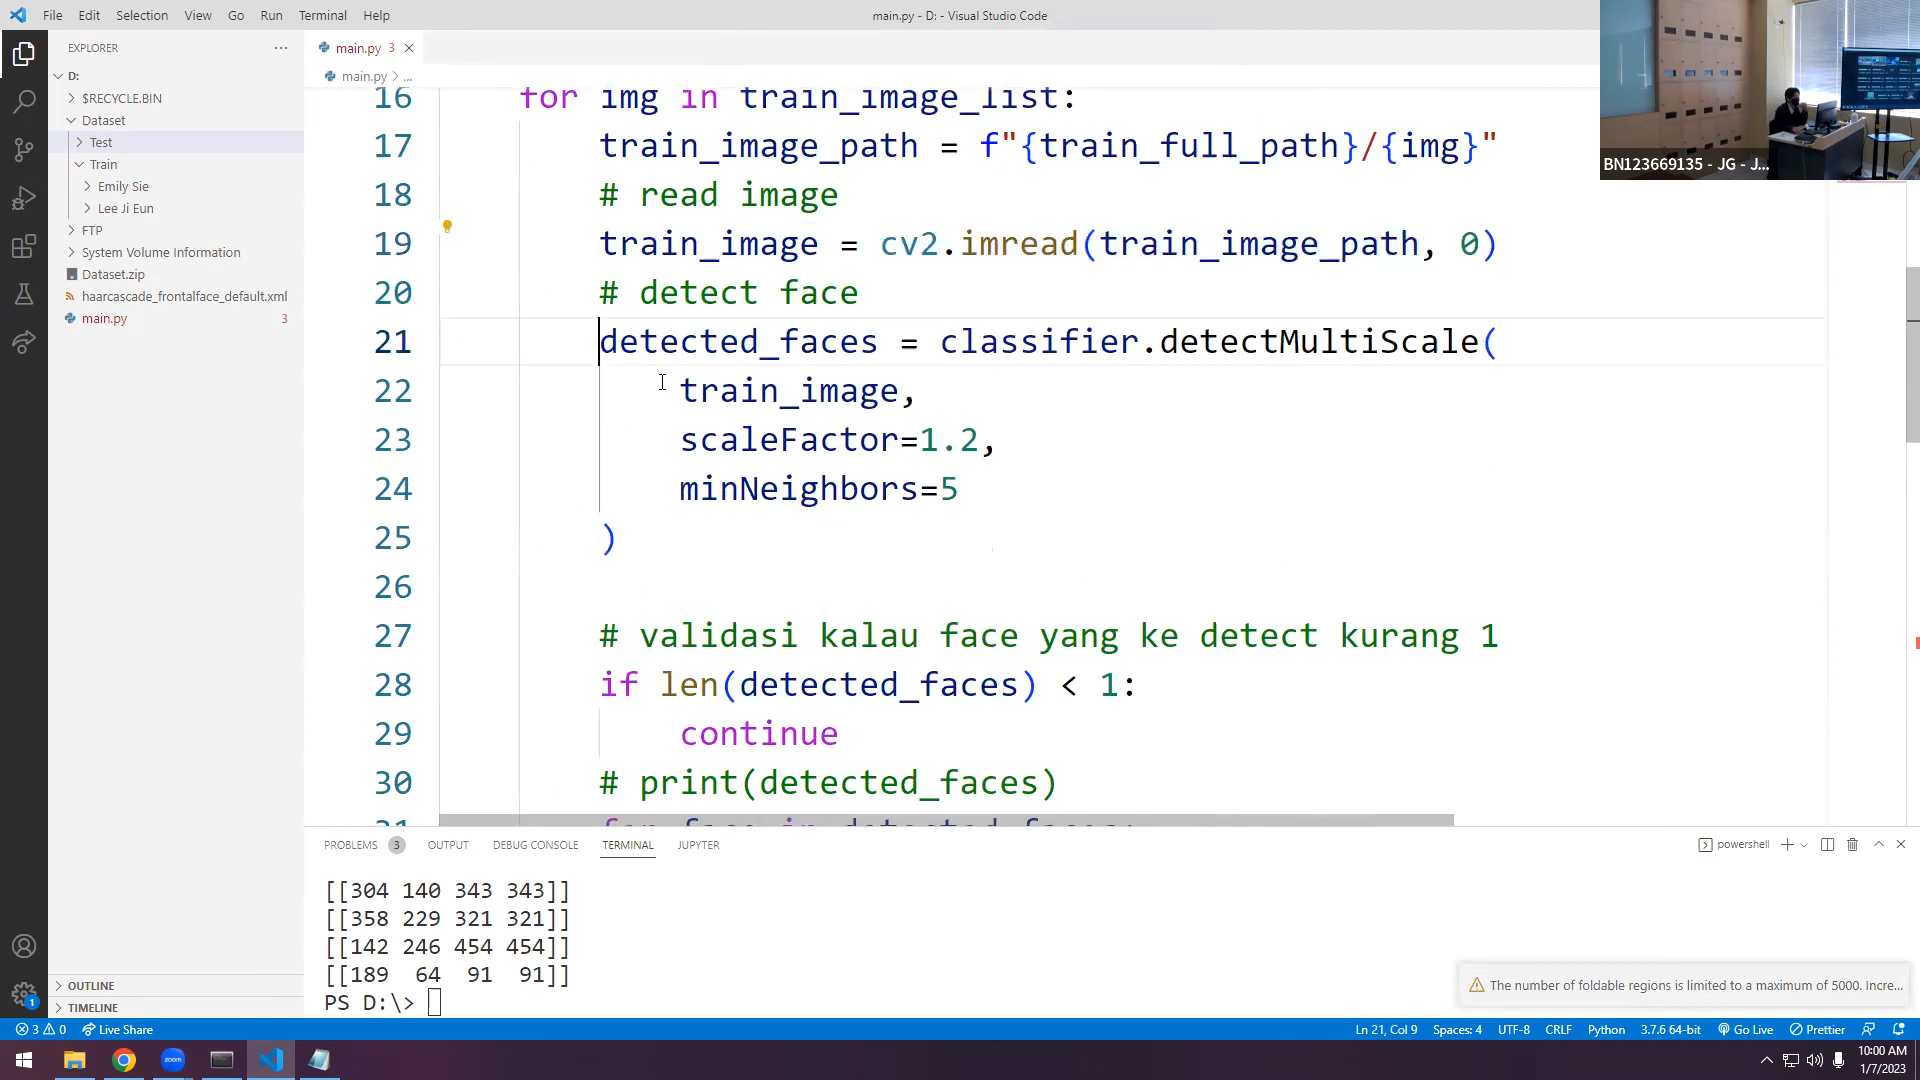 File Edit Selection View Go Run Terminal Help
main.py - D: - Visual Studio Code
EXPLORER
D:
$RECYCLE.BIN
Dataset
Test
Train
Emily Sie
Lee Ji Eun
FTP
System Volume Information
Dataset.zip
haarcascade_frontalface_default.xml
main.py 3
OUTLINE
TIMELINE
main.py 3
main.py > ...
16 for img in train_image_list:
17 train_image_path = f"{train_full_path}/{img}"
18 # read image
19 train_image = cv2.imread(train_image_path, 0)
20 # detect face
21 detected_faces = classifier.detectMultiScale(
22 train_image,
23 scaleFactor=1.2,
24 minNeighbors=5
25 )
26
27 # validasi kalau face yang ke detect kurang 1
28 if len(detected_faces) < 1:
29 continue
30 # print(detected_faces)
31 for face in detected_faces:
BN123669135 - JG - J...
PROBLEMS 3 OUTPUT DEBUG CONSOLE TERMINAL JUPYTER
powershell
[[304 140 343 343]]
[[358 229 321 321]]
[[142 246 454 454]]
[[189 64 91 91]]
PS D:\>
The number of foldable regions is limited to a maximum of 5000. Incre...
1
3 0 Live Share
Ln 21, Col 9 Spaces: 4 UTF-8 CRLF Python 3.7.6 64-bit Go Live Prettier
zoom
10:00 AM
1/7/2023